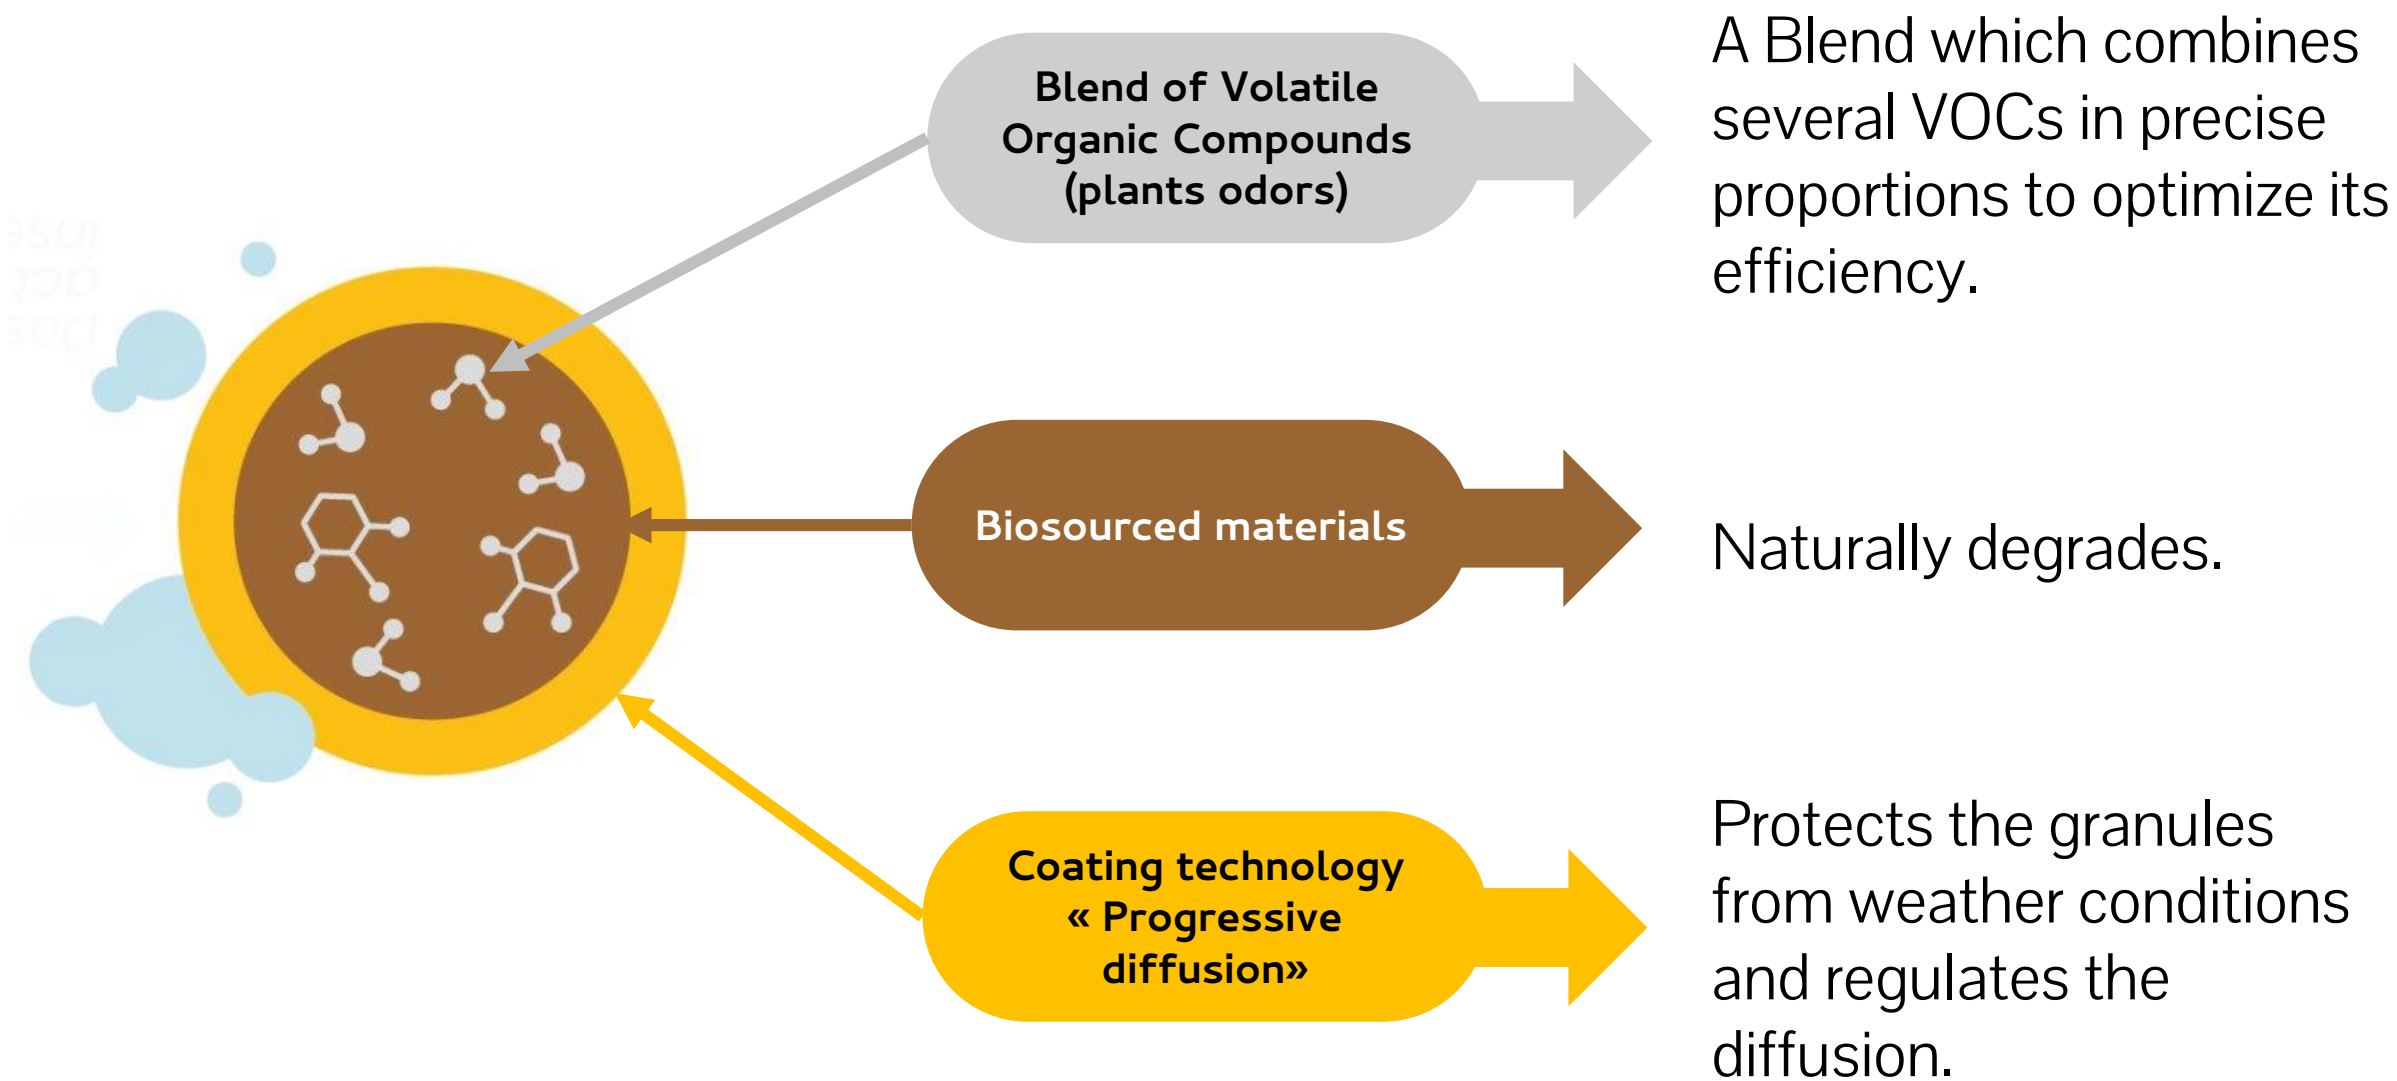 Blend of Volatile
Organic Compounds
(plants odors)
A Blend which combines
several VOCs in precise
proportions to optimize its
efficiency.
Biosourced materials
Naturally degrades.
Coating technology
« Progressive
diffusion»
Protects the granules
from weather conditions
and regulates the
diffusion.